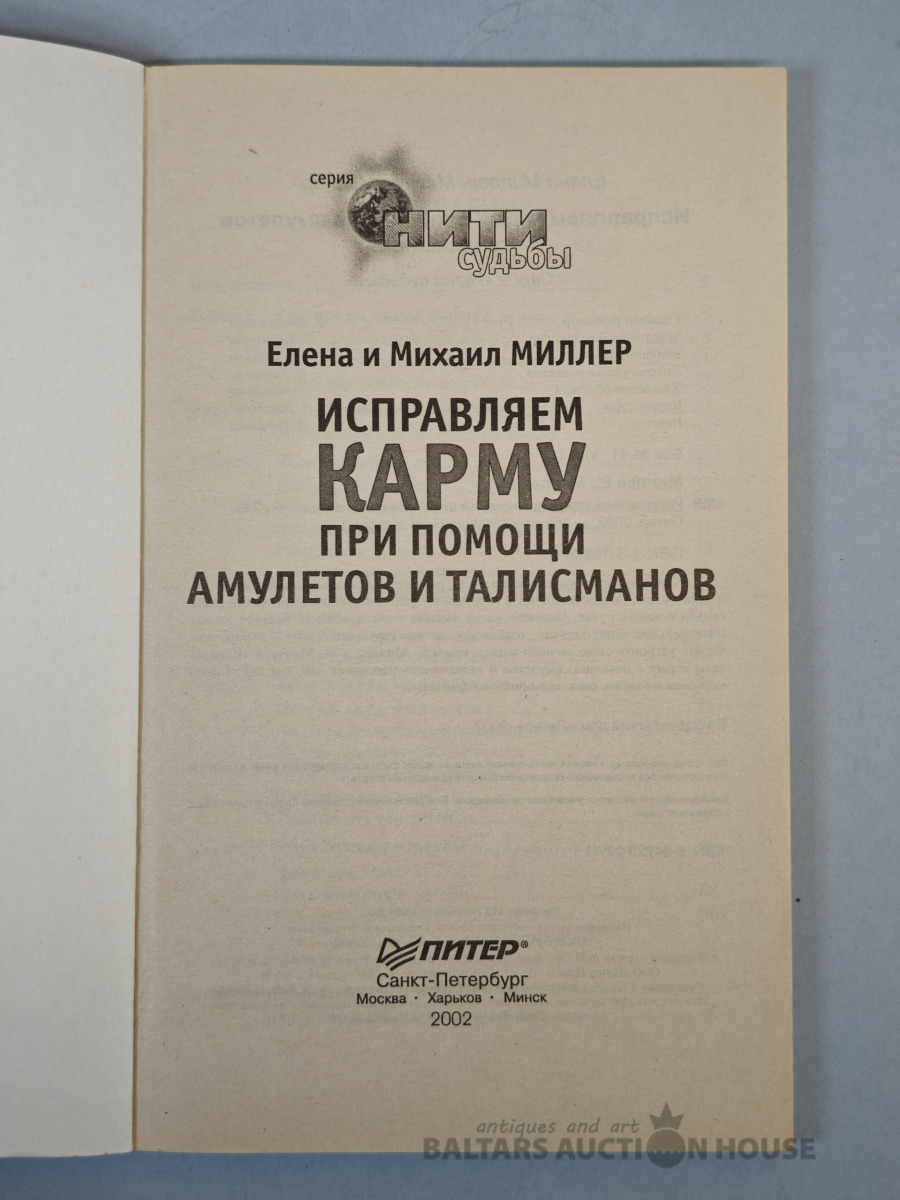 серия
НИТИ
судьбы
Елена и Михаил МИЛЛЕР
ИСПРАВЛЯЕМ
КАРМУ
ПРИ ПОМОЩИ
АМУЛЕТОВ И ТАЛИСМАНОВ
ПИТЕР®
Санкт-Петербург
Москва · Харьков · Минск
2002
antiques and art
BALTARS AUCTION HOUSE